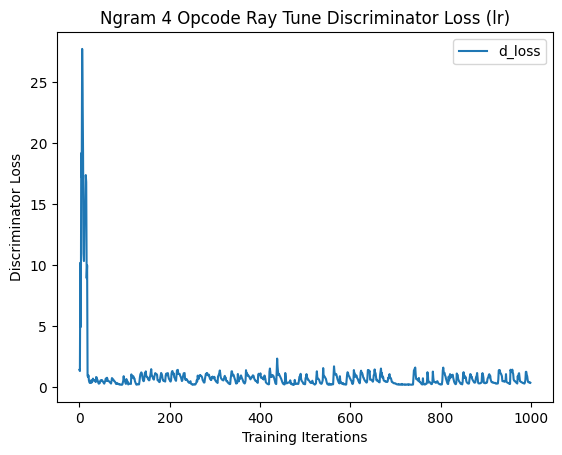 Ngram 4 Opcode Ray Tune Discriminator Loss (lr)
d_loss
Discriminator Loss
25
20
15
10
5
0
0 200 400 600 800 1000
Training Iterations